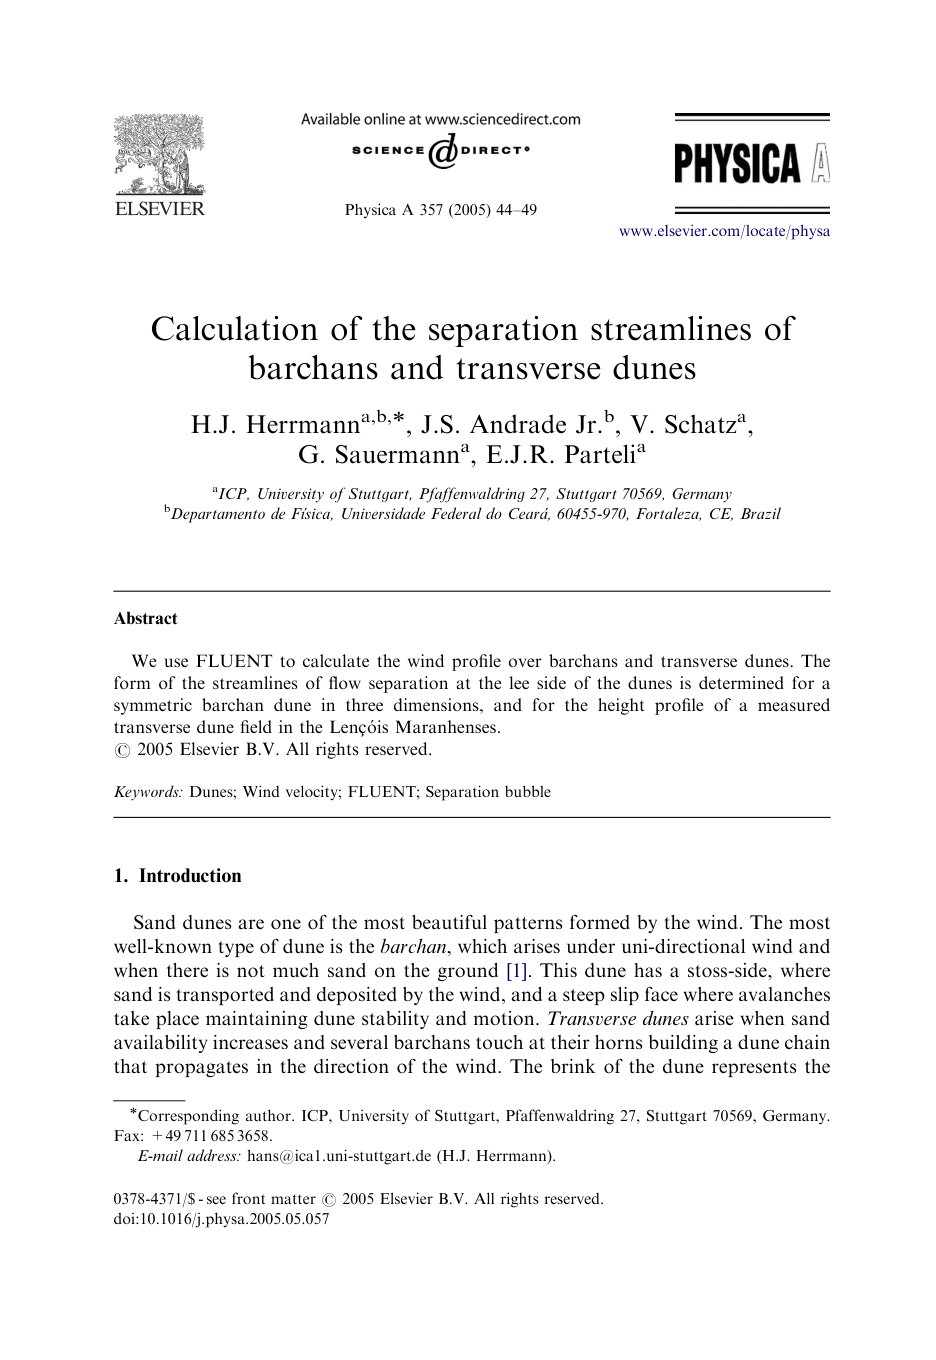 Available online at www.sciencedirect.com
SCIENCE @ DIRECT®
PHYSICA A
ELSEVIER
Physica A 357 (2005) 44–49
www.elsevier.com/locate/physa
Calculation of the separation streamlines of
barchans and transverse dunes
H.J. Herrmann^a,b,*, J.S. Andrade Jr.^b, V. Schatz^a,
G. Sauermann^a, E.J.R. Parteli^a
^aICP, University of Stuttgart, Pfaffenwaldring 27, Stuttgart 70569, Germany
^bDepartamento de Física, Universidade Federal do Ceará, 60455-970, Fortaleza, CE, Brazil
Abstract
We use FLUENT to calculate the wind profile over barchans and transverse dunes. The
form of the streamlines of flow separation at the lee side of the dunes is determined for a
symmetric barchan dune in three dimensions, and for the height profile of a measured
transverse dune field in the Lençóis Maranhenses.
© 2005 Elsevier B.V. All rights reserved.
Keywords: Dunes; Wind velocity; FLUENT; Separation bubble
1. Introduction
Sand dunes are one of the most beautiful patterns formed by the wind. The most
well-known type of dune is the barchan, which arises under uni-directional wind and
when there is not much sand on the ground [1]. This dune has a stoss-side, where
sand is transported and deposited by the wind, and a steep slip face where avalanches
take place maintaining dune stability and motion. Transverse dunes arise when sand
availability increases and several barchans touch at their horns building a dune chain
that propagates in the direction of the wind. The brink of the dune represents the
*Corresponding author. ICP, University of Stuttgart, Pfaffenwaldring 27, Stuttgart 70569, Germany.
Fax: +49 711 685 3658.
E-mail address: hans@ica1.uni-stuttgart.de (H.J. Herrmann).
0378-4371/$ - see front matter © 2005 Elsevier B.V. All rights reserved.
doi:10.1016/j.physa.2005.05.057